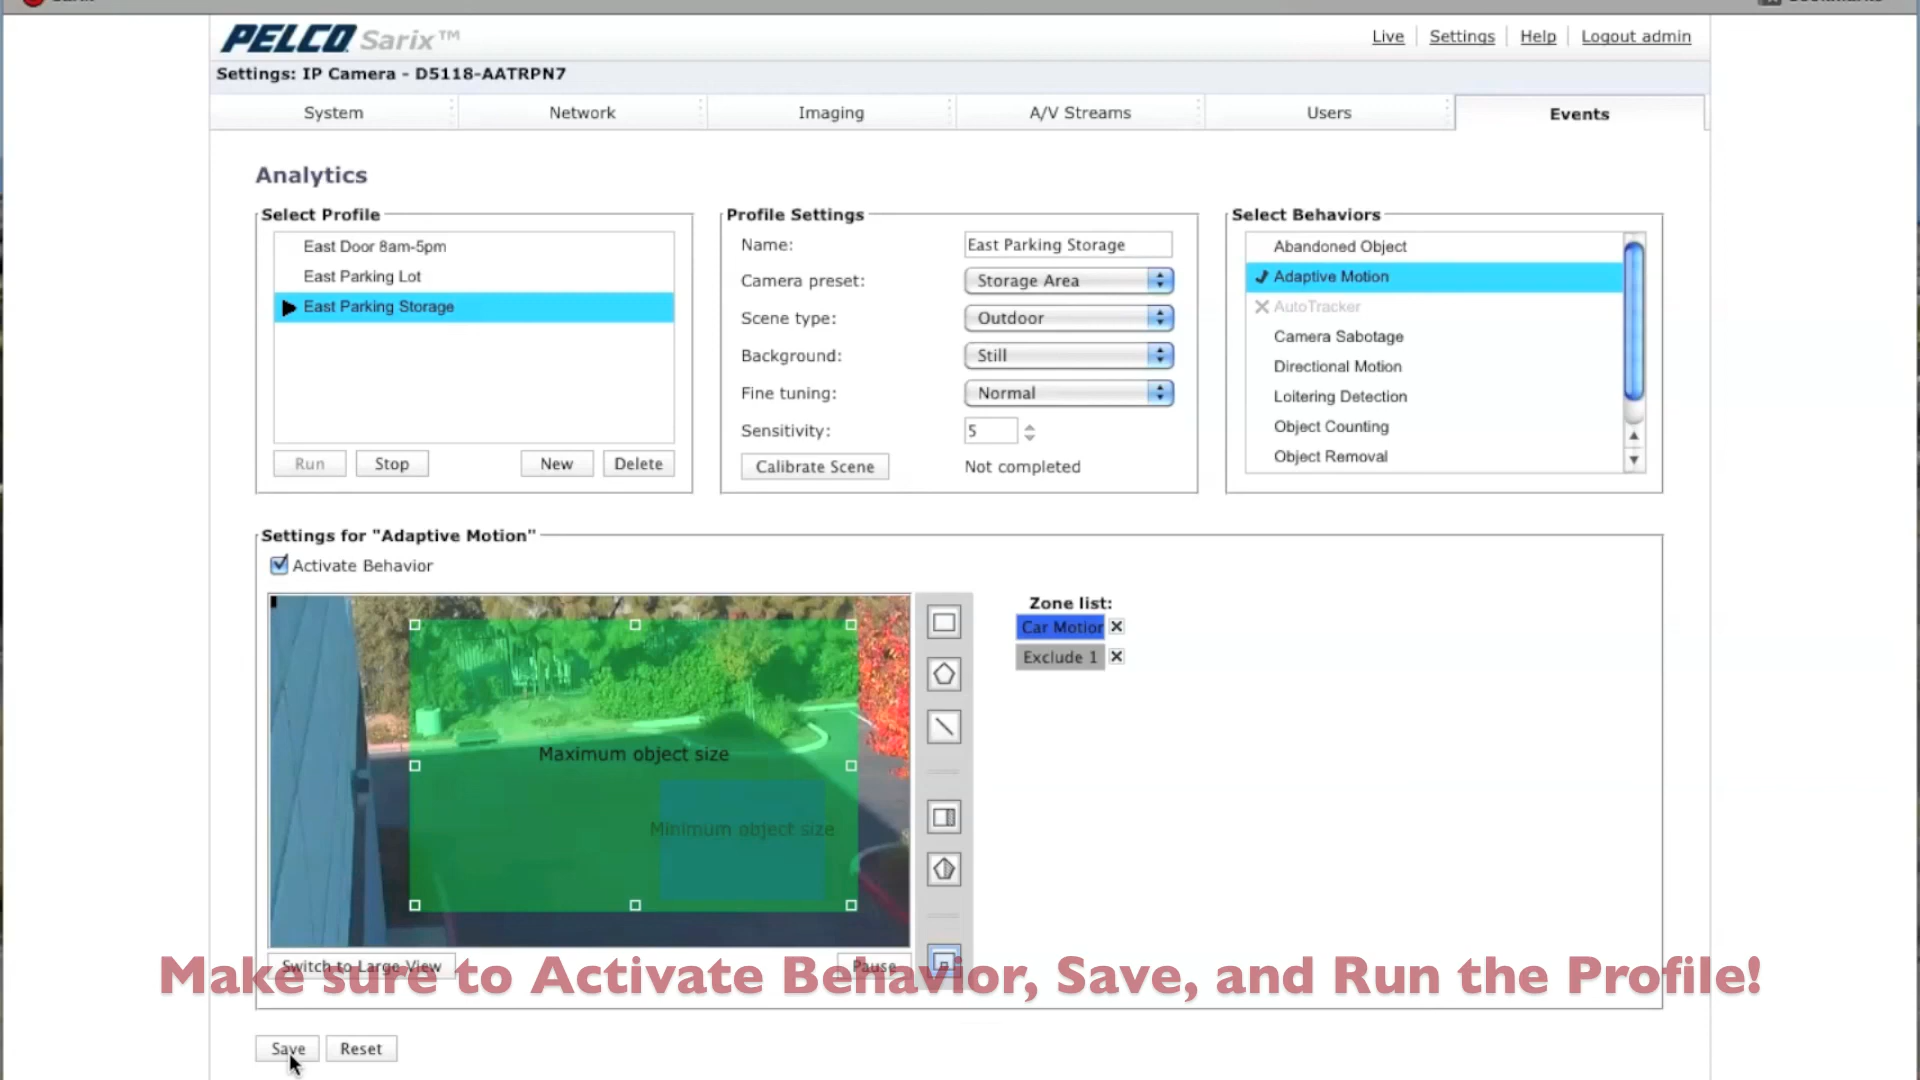 PELCO Sarix™
Live Settings Help Logout admin
Settings: IP Camera - D5118-AATRPN7
System Network Imaging A/V Streams Users Events
Analytics
Select Profile
East Door 8am-5pm
East Parking Lot
East Parking Storage
Run Stop New Delete
Profile Settings
Name: East Parking Storage
Camera preset: Storage Area
Scene type: Outdoor
Background: Still
Fine tuning: Normal
Sensitivity: 5
Calibrate Scene Not completed
Select Behaviors
Abandoned Object
Adaptive Motion
AutoTracker
Camera Sabotage
Directional Motion
Loitering Detection
Object Counting
Object Removal
Settings for "Adaptive Motion"
Activate Behavior
Maximum object size
Minimum object size
Zone list:
Car Motior
Exclude 1
Switch to Large View Pause
Make sure to Activate Behavior, Save, and Run the Profile!
Save Reset